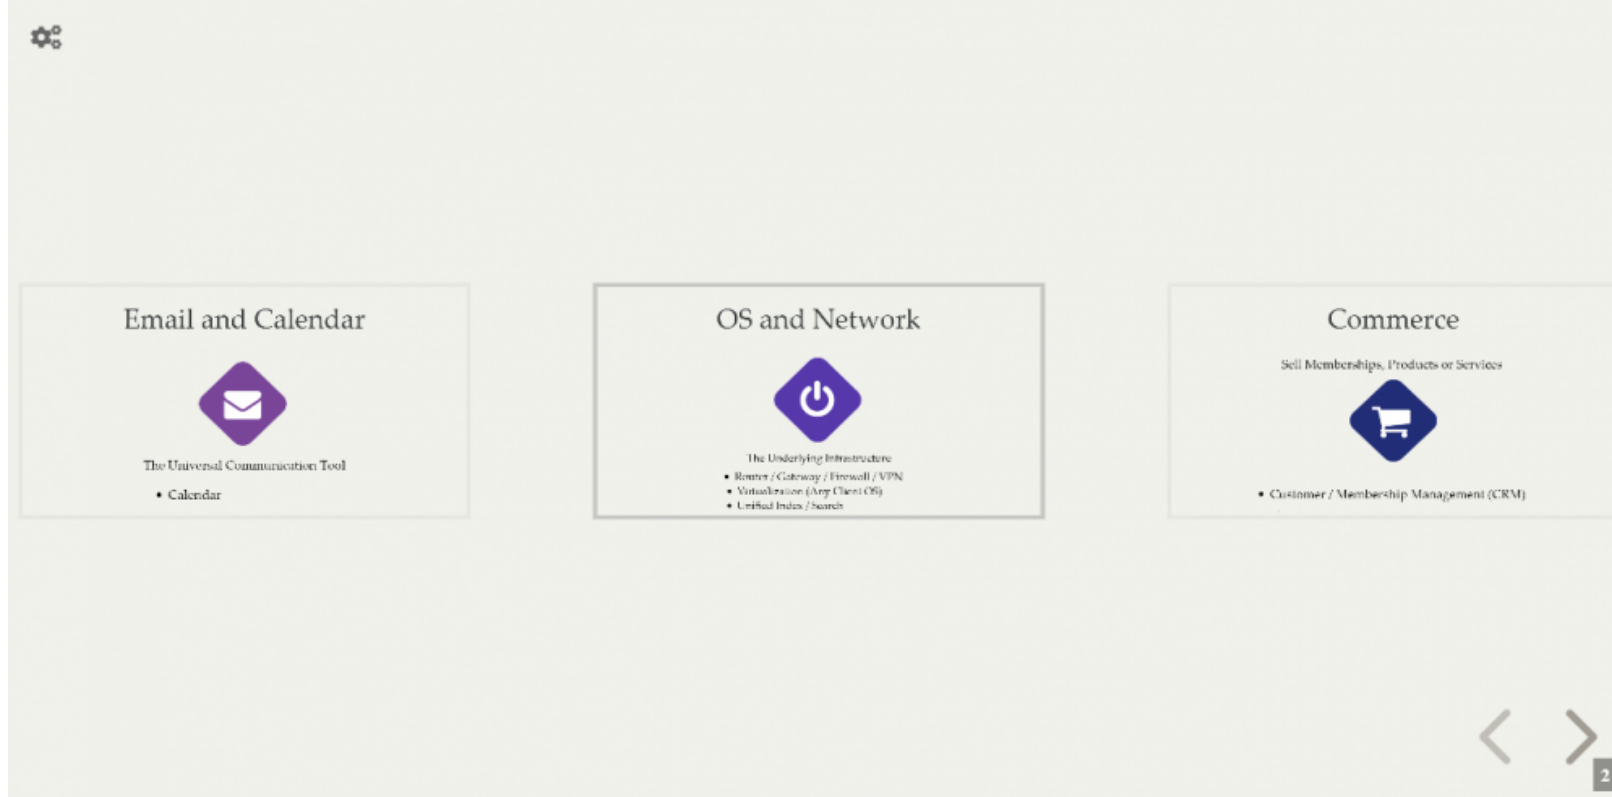 Email and Calendar
The Universal Communication Tool
• Calendar
OS and Network
The Underlying Infrastructure
• Router / Gateway / Firewall / VPN
• Virtualization (Any Client OS)
• Unified Index / Search
Commerce
Sell Memberships, Products or Services
• Customer / Membership Management (CRM)
2